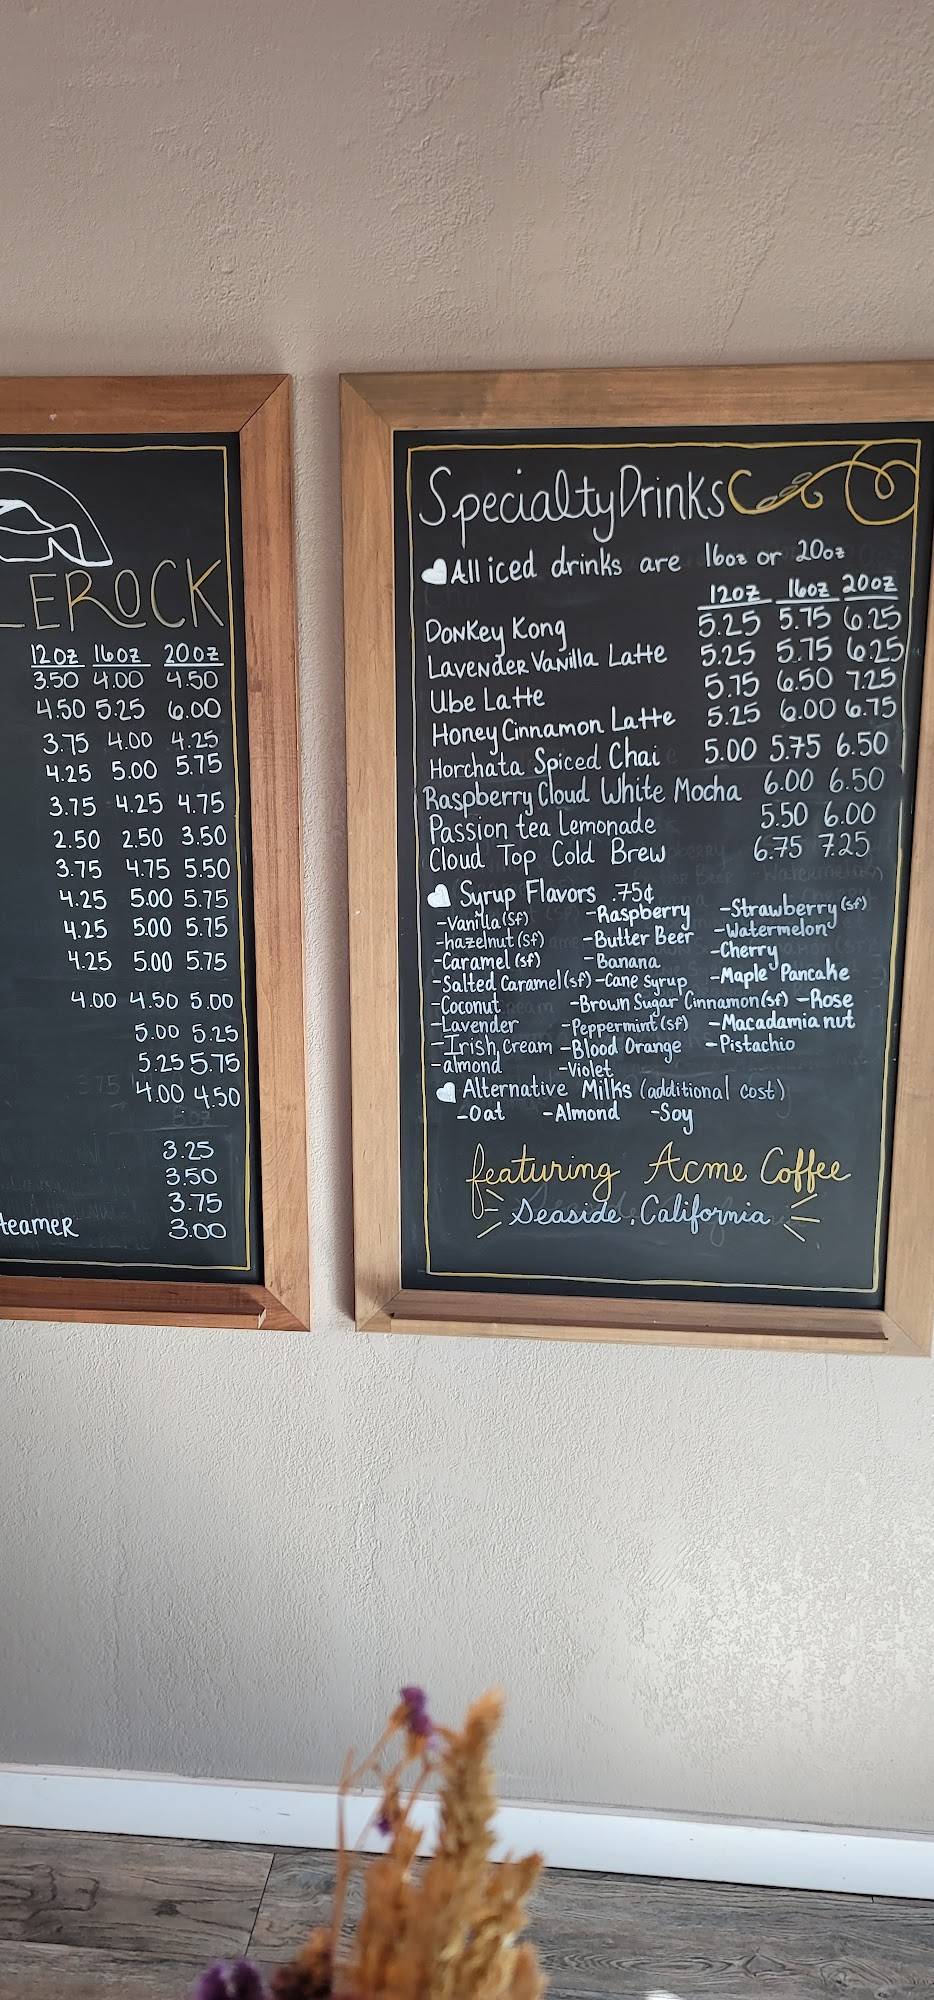 EROCK
12oz 16oz 20oz
3.50 4.00 4.50
4.50 5.25 6.00
3.75 4.00 4.25
4.25 5.00 5.75
3.75 4.25 4.75
2.50 2.50 3.50
3.75 4.75 5.50
4.25 5.00 5.75
4.25 5.00 5.75
4.25 5.00 5.75
4.00 4.50 5.00
5.00 5.25
5.25 5.75
4.00 4.50
8oz
3.25
3.50
3.75
teamer 3.00
Specialty Drinks
All iced drinks are 16oz or 20oz
12oz 16oz 20oz
Donkey Kong 5.25 5.75 6.25
Lavender Vanilla Latte 5.25 5.75 6.25
Ube Latte 5.75 6.50 7.25
Honey Cinnamon Latte 5.25 6.00 6.75
Horchata Spiced Chai 5.00 5.75 6.50
Raspberry Cloud White Mocha 6.00 6.50
Passion tea Lemonade 5.50 6.00
Cloud Top Cold Brew 6.75 7.25
Syrup Flavors .75¢
-Vanilla (sf) -Raspberry -Strawberry (sf)
-hazelnut (sf) -Butter Beer -Watermelon
-Caramel (sf) -Banana -Cherry
-Salted Caramel (sf) -Cane Syrup -Maple Pancake
-Coconut -Brown Sugar Cinnamon (sf) -Rose
-Lavender -Peppermint (sf) -Macadamia nut
-Irish Cream -Blood Orange -Pistachio
-almond -Violet
Alternative Milks (additional cost)
-Oat -Almond -Soy
featuring Acme Coffee
Seaside, California